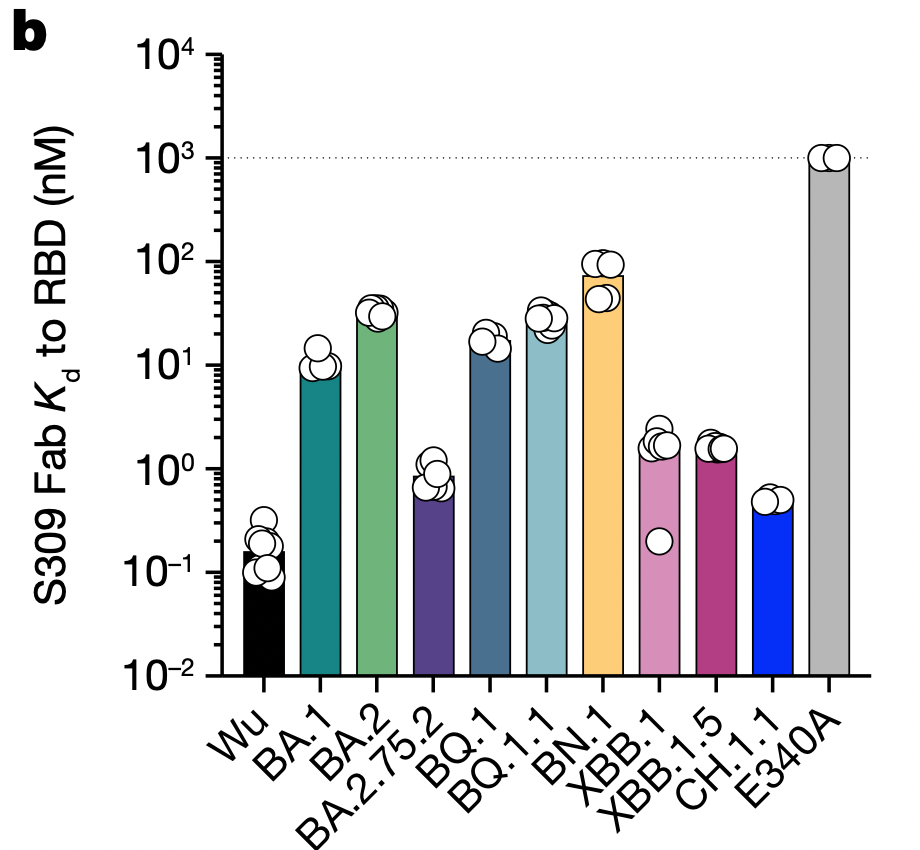 b
S309 Fab Kd to RBD (nM)
10⁴
10³
10²
10¹
10⁰
10⁻¹
10⁻²
Wu
BA.1
BA.2
BA.2.75.2
BQ.1
BQ.1.1
BN.1
XBB.1
XBB.1.5
CH.1.1
E340A